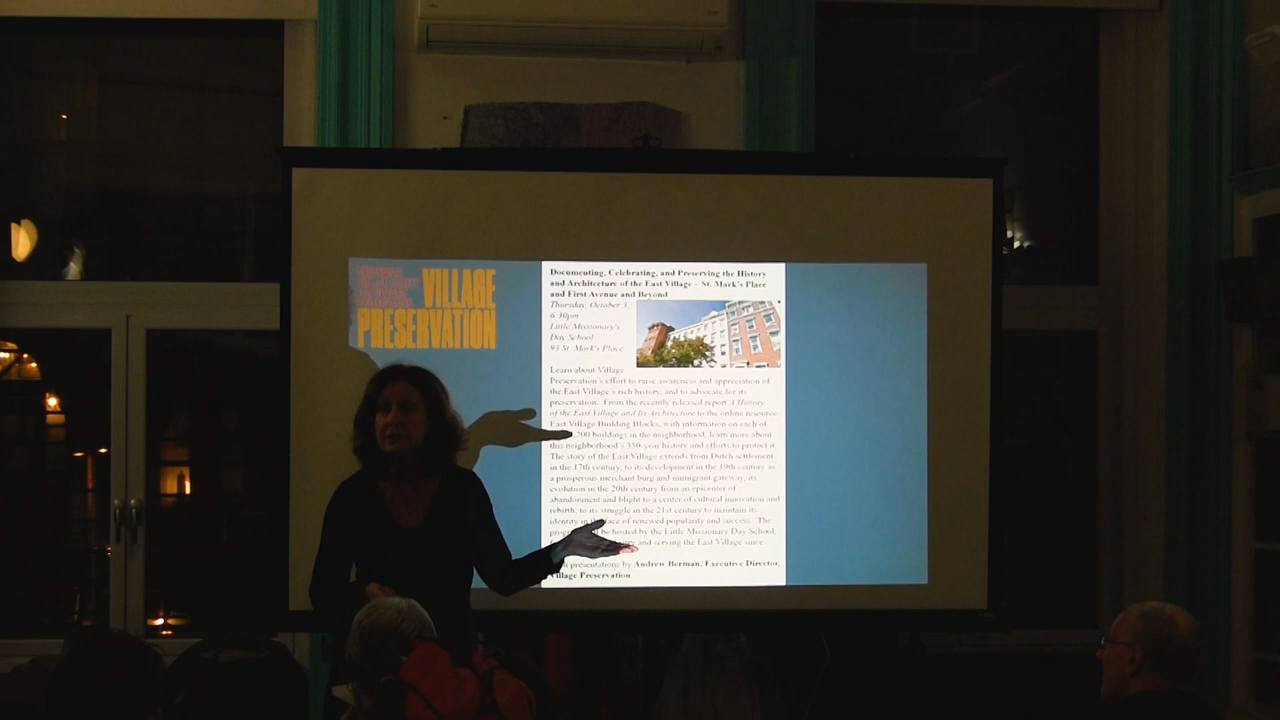 VILLAGE
PRESERVATION
Documenting, Celebrating, and Preserving the History
and Architecture of the East Village – St. Mark's Place
and First Avenue and Beyond
Thursday, October 3,
6:30pm
Little Missionary's
Day School
93 St. Mark's Place
Learn about Village
Preservation's effort to raise awareness and appreciation of
the East Village's rich history, and to advocate for its
preservation. From the recently released report A History
of the East Village and Its Architecture to the online resource
East Village Building Blocks, with information on each of
200 buildings in the neighborhood, learn more about
this neighborhood's 350-year history and efforts to protect it.
The story of the East Village extends from Dutch settlement
in the 17th century, to its development in the 19th century as
a prosperous merchant burg and immigrant gateway, its
evolution in the 20th century from an epicenter of
abandonment and blight to a center of cultural innovation and
rebirth, to its struggle in the 21st century to maintain its
identity in face of renewed popularity and success. The
be hosted by the Little Missionary Day School,
and serving the East Village since
presentations by Andrew Berman, Executive Director,
Village Preservation